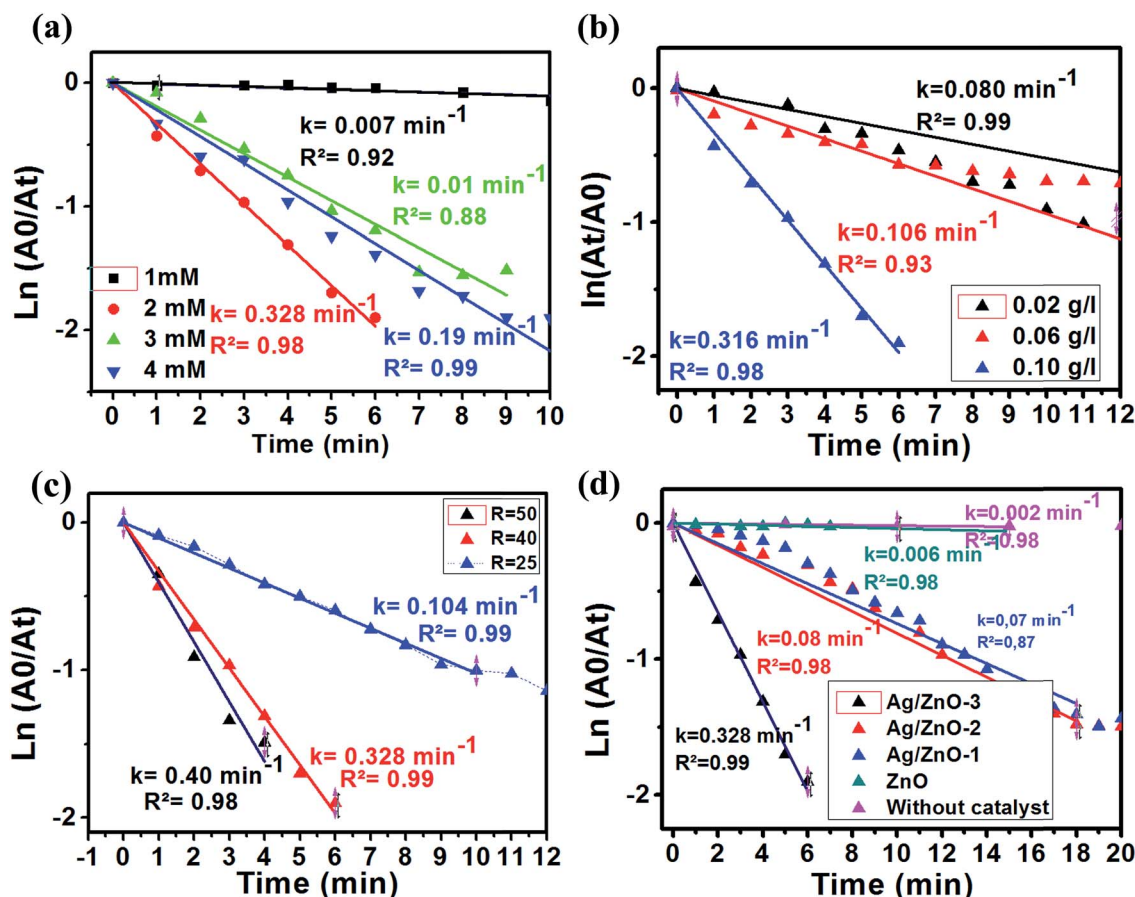 (a)
Ln (A0/At)
0
-1
-2
k= 0.007 min-1
R²= 0.92
k= 0.01 min-1
R²= 0.88
1mM
2 mM
3 mM
4 mM
k= 0.328 min-1
R²= 0.98
k= 0.19 min-1
R²= 0.99
0 1 2 3 4 5 6 7 8 9 10
Time (min)
(b)
ln(At/A0)
0
-1
-2
k=0.080 min-1
R²= 0.99
k=0.106 min-1
R²= 0.93
k=0.316 min-1
R²= 0.98
0.02 g/l
0.06 g/l
0.10 g/l
0 1 2 3 4 5 6 7 8 9 10 11 12
Time (min)
(c)
Ln (A0/At)
0
-1
-2
R=50
R=40
R=25
k= 0.104 min-1
R²= 0.99
k= 0.328 min-1
R²= 0.99
k= 0.40 min-1
R²= 0.98
-1 0 1 2 3 4 5 6 7 8 9 10 11 12
Time (min)
(d)
Ln (A0/At)
0
-1
-2
k=0.002 min-1
R²=0.98
k=0.006 min-1
R²=0.98
k=0,07 min-1
R²=0,87
k=0.08 min-1
R²=0.98
k=0.328 min-1
R²=0.99
Ag/ZnO-3
Ag/ZnO-2
Ag/ZnO-1
ZnO
Without catalyst
0 2 4 6 8 10 12 14 16 18 20
Time (min)